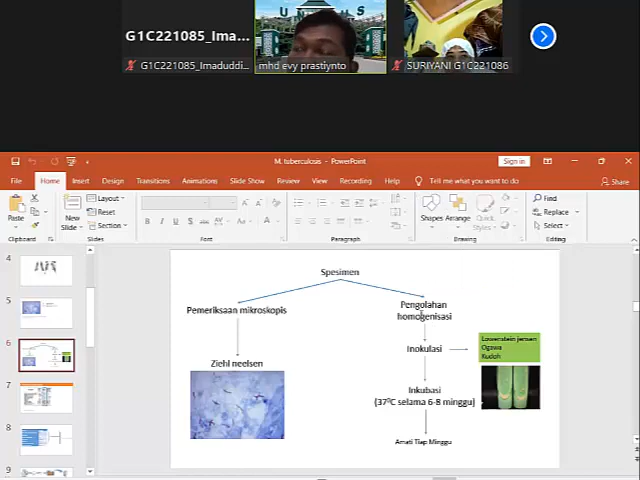 G1C221085_Ima...
G1C221085_Imaduddi...
mhd evy prastiynto
SURIYANI G1C221086
M. tuberculosis - PowerPoint
Sign in
File
Home
Insert
Design
Transitions
Animations
Slide Show
Review
View
Recording
Help
Tell me what you want to do
Share
Paste
New
Slide
Layout
Reset
Section
B I U S
Shapes
Arrange
Quick
Styles
Find
Replace
Select
Clipboard
Slides
Font
Paragraph
Drawing
Editing
4
5
6
7
8
9
Spesimen
Pemeriksaan mikroskopis
Ziehl neelsen
Pengolahan
homogenisasi
Inokulasi
Lowenstein jensen
Ogawa
Kudoh
Inkubasi
(37⁰C selama 6-8 minggu)
Amati Tiap Minggu